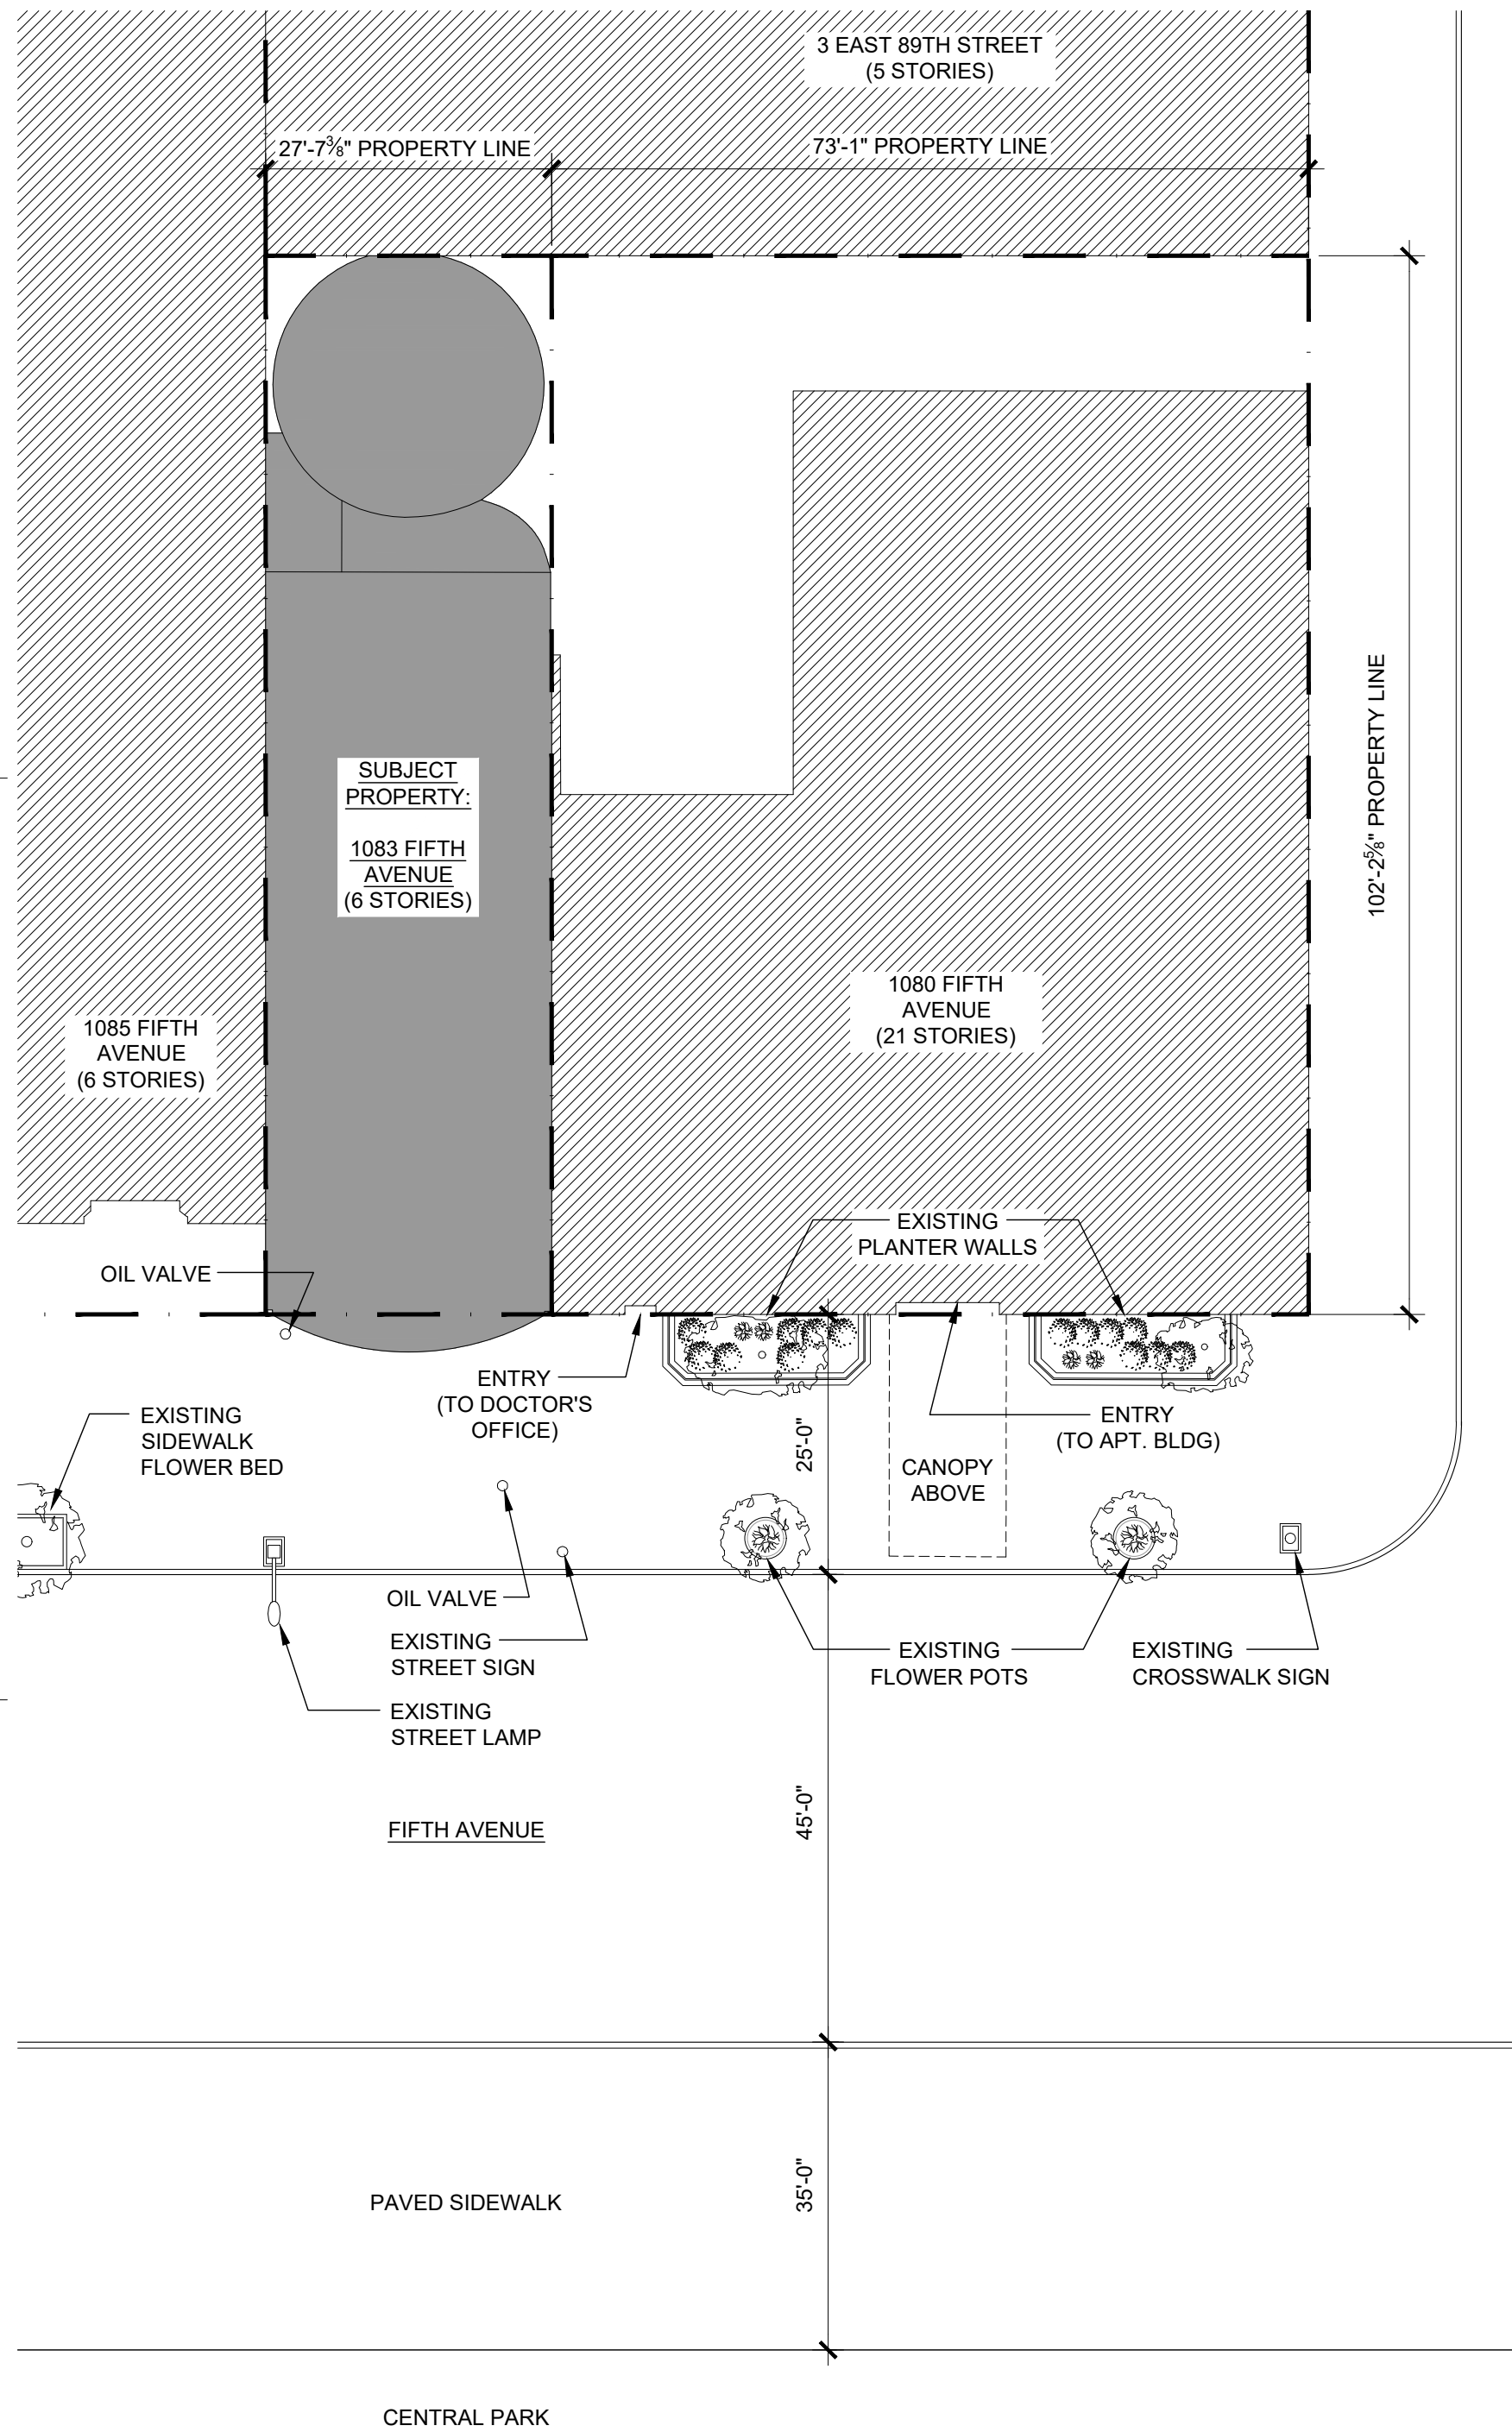 3 EAST 89TH STREET
(5 STORIES)
27'-7⅜" PROPERTY LINE
73'-1" PROPERTY LINE
102'-2⅝" PROPERTY LINE
SUBJECT
PROPERTY:
1083 FIFTH
AVENUE
(6 STORIES)
1080 FIFTH
AVENUE
(21 STORIES)
1085 FIFTH
AVENUE
(6 STORIES)
EXISTING
PLANTER WALLS
OIL VALVE
ENTRY
(TO DOCTOR'S
OFFICE)
EXISTING
SIDEWALK
FLOWER BED
25'-0"
ENTRY
(TO APT. BLDG)
CANOPY
ABOVE
OIL VALVE
EXISTING
STREET SIGN
EXISTING
FLOWER POTS
EXISTING
CROSSWALK SIGN
EXISTING
STREET LAMP
45'-0"
FIFTH AVENUE
35'-0"
PAVED SIDEWALK
CENTRAL PARK